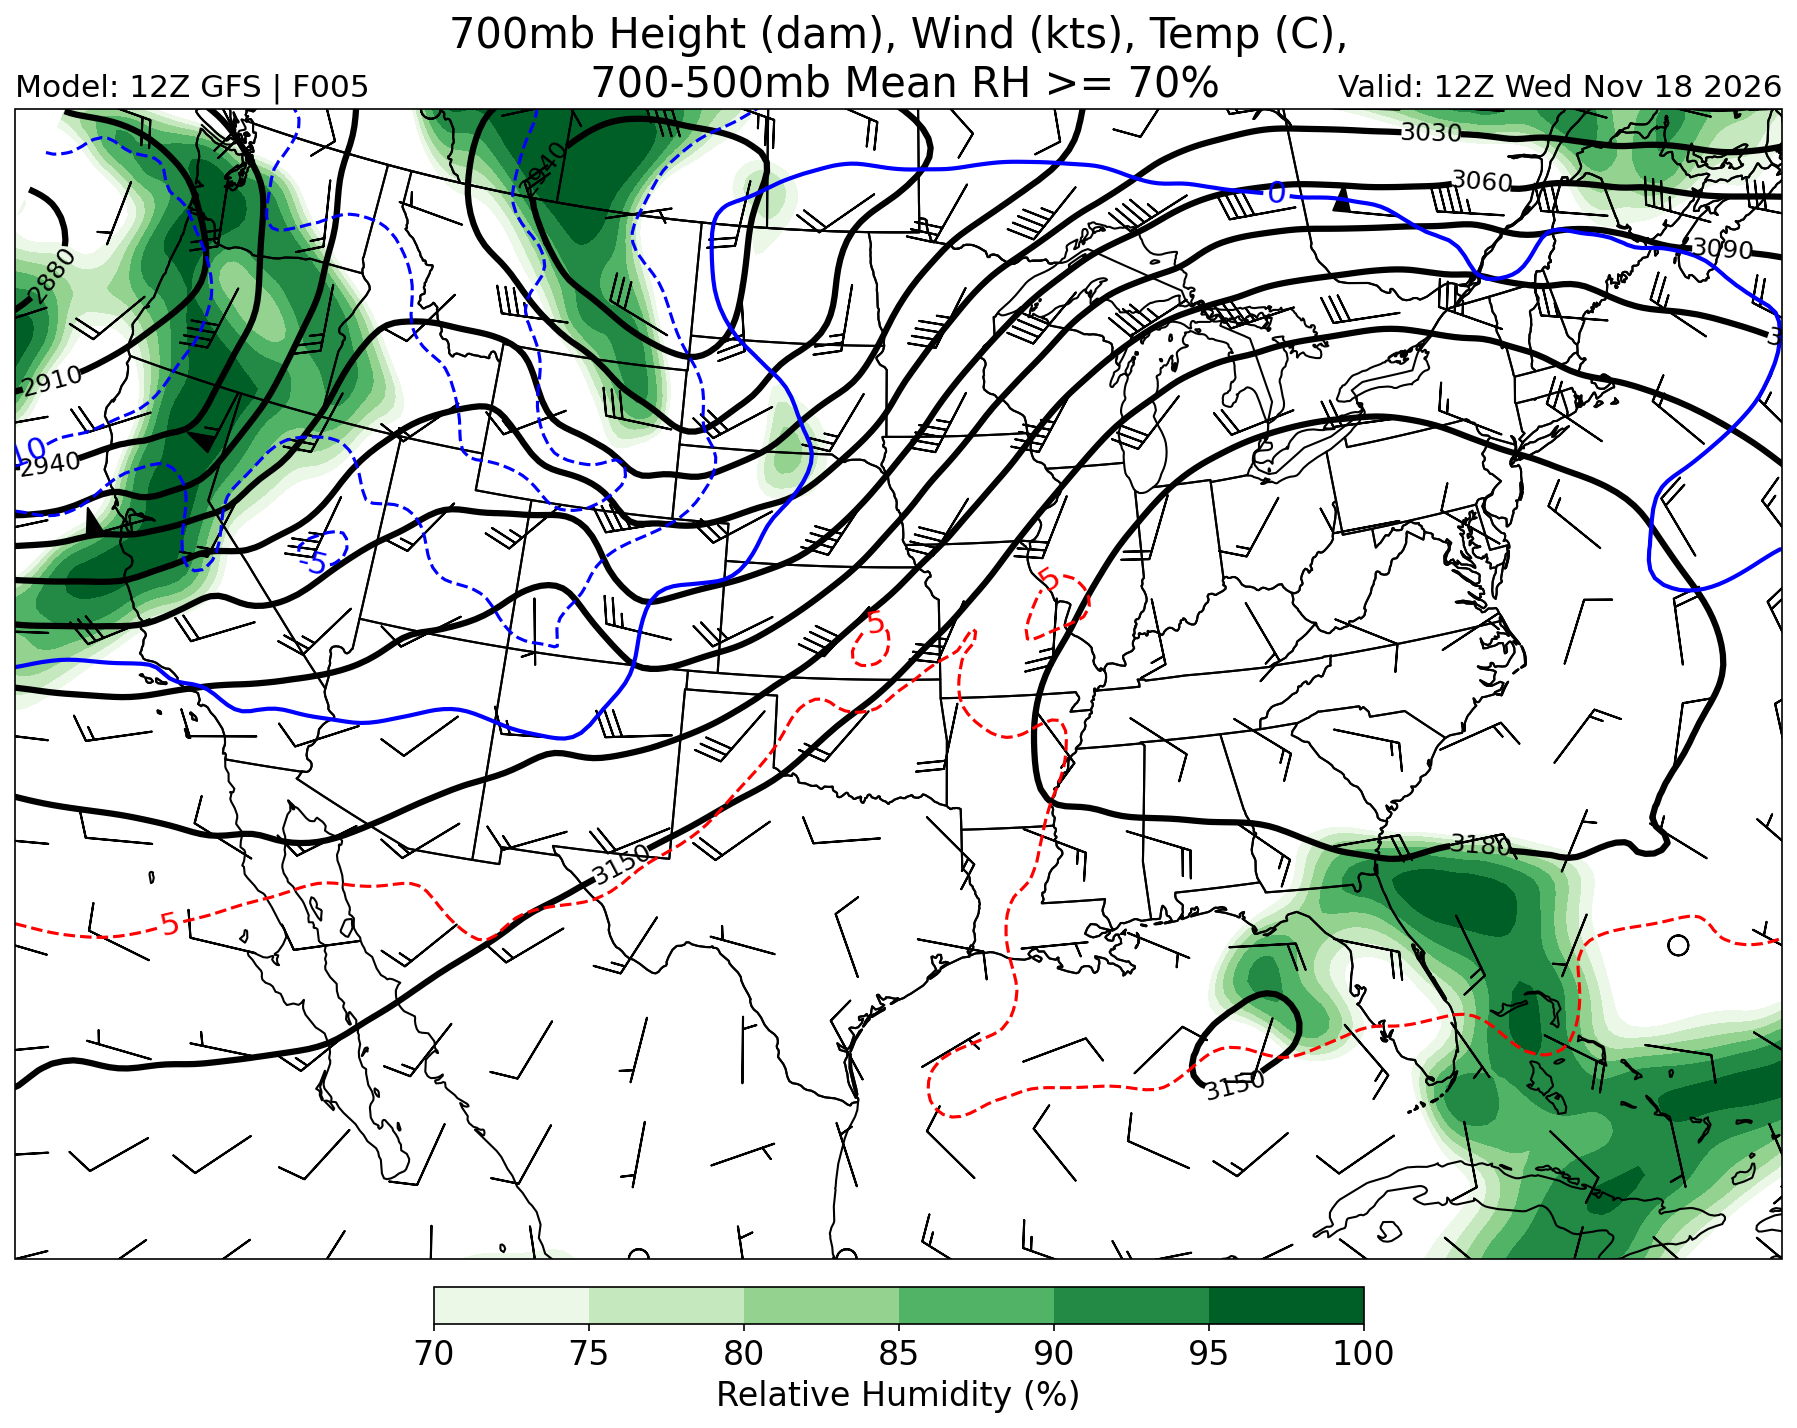 700mb Height (dam), Wind (kts), Temp (C),
700-500mb Mean RH >= 70%
Model: 12Z GFS | F005
Valid: 12Z Wed Nov 18 2026
3030
2940
3060
0
3090
2880
3
2910
10
2940
-5
5
5
3150
3180
5
3150
70 75 80 85 90 95 100
Relative Humidity (%)